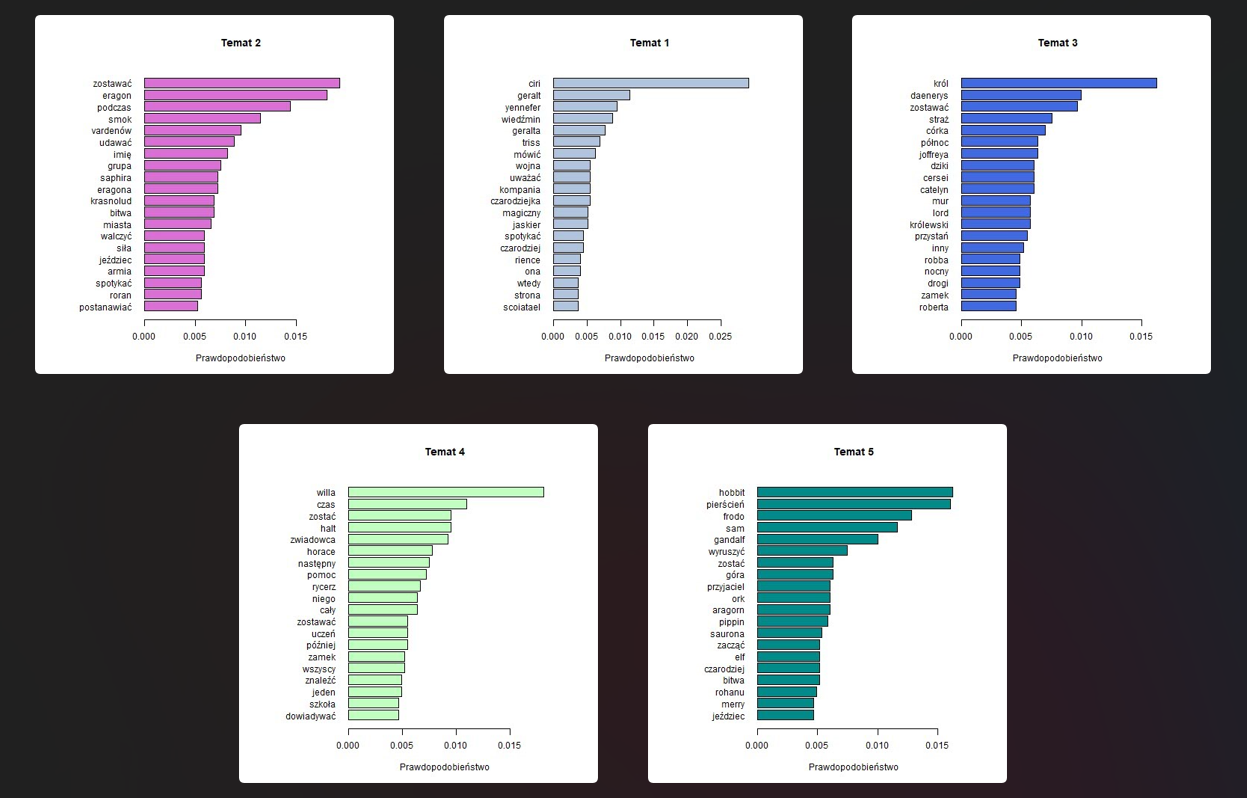 Temat 2
zostawać
eragon
podczas
smok
vardenów
udawać
imię
grupa
saphira
eragona
krasnolud
bitwa
miasta
walczyć
siła
jeździec
armia
spotykać
roran
postanawiać
0.000 0.005 0.010 0.015
Prawdopodobieństwo
Temat 1
ciri
geralt
yennefer
wiedźmin
geralta
triss
mówić
wojna
uważać
kompania
czarodziejka
magiczny
jaskier
spotykać
czarodziej
rience
ona
wtedy
strona
scoiatael
0.000 0.005 0.010 0.015 0.020 0.025
Prawdopodobieństwo
Temat 3
król
daenerys
zostawać
straż
córka
północ
joffreya
dziki
cersei
catelyn
mur
lord
królewski
przystań
inny
robba
nocny
drogi
zamek
roberta
0.000 0.005 0.010 0.015
Prawdopodobieństwo
Temat 4
willa
czas
zostać
halt
zwiadowca
horace
następny
pomoc
rycerz
niego
cały
zostawać
uczeń
później
zamek
wszyscy
znaleźć
jeden
szkoła
dowiadywać
0.000 0.005 0.010 0.015
Prawdopodobieństwo
Temat 5
hobbit
pierścień
frodo
sam
gandalf
wyruszyć
zostać
góra
przyjaciel
ork
aragorn
pippin
saurona
zacząć
elf
czarodziej
bitwa
rohanu
merry
jeździec
0.000 0.005 0.010 0.015
Prawdopodobieństwo